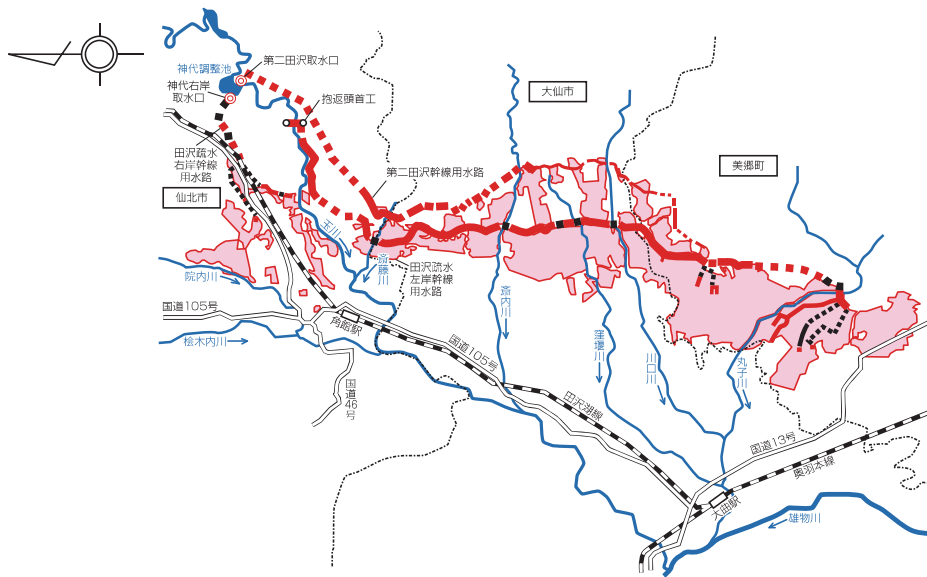 第二田沢取水口
神代調整池
神代右岸
取水口
抱返頭首工
大仙市
田沢疏水
右岸幹線
用水路
第二田沢幹線用水路
美郷町
仙北市
玉川
斎藤川
田沢疏水
左岸幹線
用水路
院内川
国道105号
角館駅
桧木内川
国道105号
国道46号
斎内川
窪堰川
川口川
丸子川
田沢湖線
国道13号
奥羽本線
大曲駅
雄物川